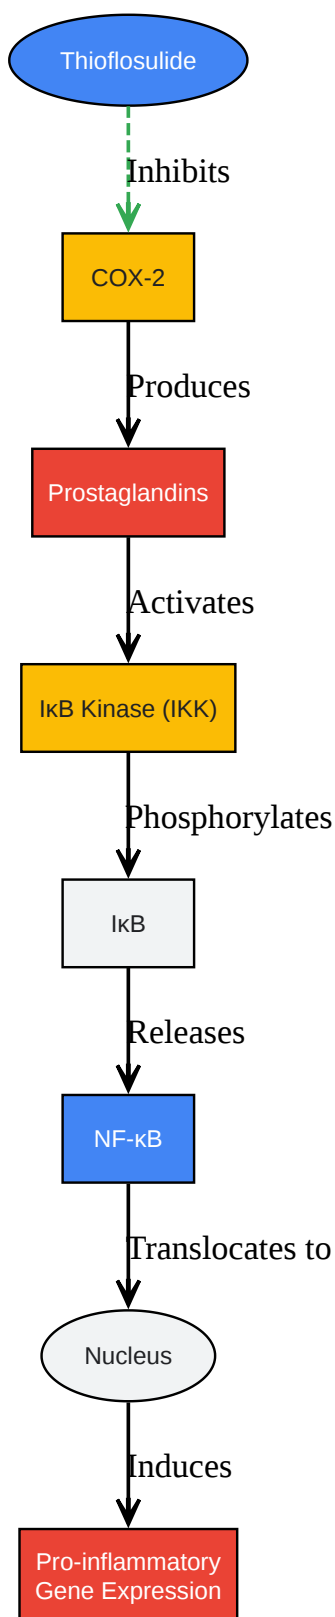 Thioflosulide
Inhibits
COX-2
Produces
Prostaglandins
Activates
IκB Kinase (IKK)
Phosphorylates
IκB
Releases
NF-κB
Translocates to
Nucleus
Induces
Pro-inflammatory
Gene Expression